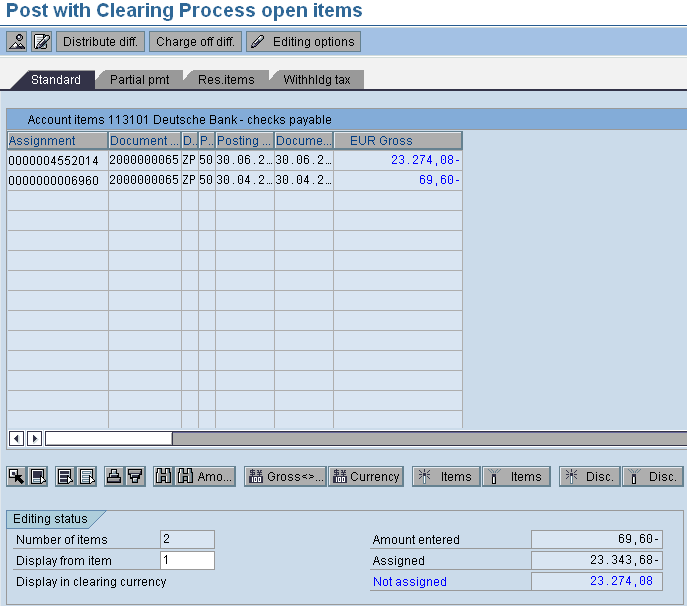 Post with Clearing Process open items
Distribute diff. Charge off diff. Editing options
Standard Partial pmt Res.items Withhldg tax
Account items 113101 Deutsche Bank - checks payable
Assignment Document ... D.. P.. Posting ... Docume... EUR Gross
0000004552014 2000000065 ZP 50 30.06.2... 30.06.2... 23.274,08-
0000000006960 2000000065 ZP 50 30.04.2... 30.04.2... 69,60-
Amo... Gross<>... Currency Items Items Disc. Disc.
Editing status
Number of items 2 Amount entered 69,60-
Display from item 1 Assigned 23.343,68-
Display in clearing currency Not assigned 23.274,08